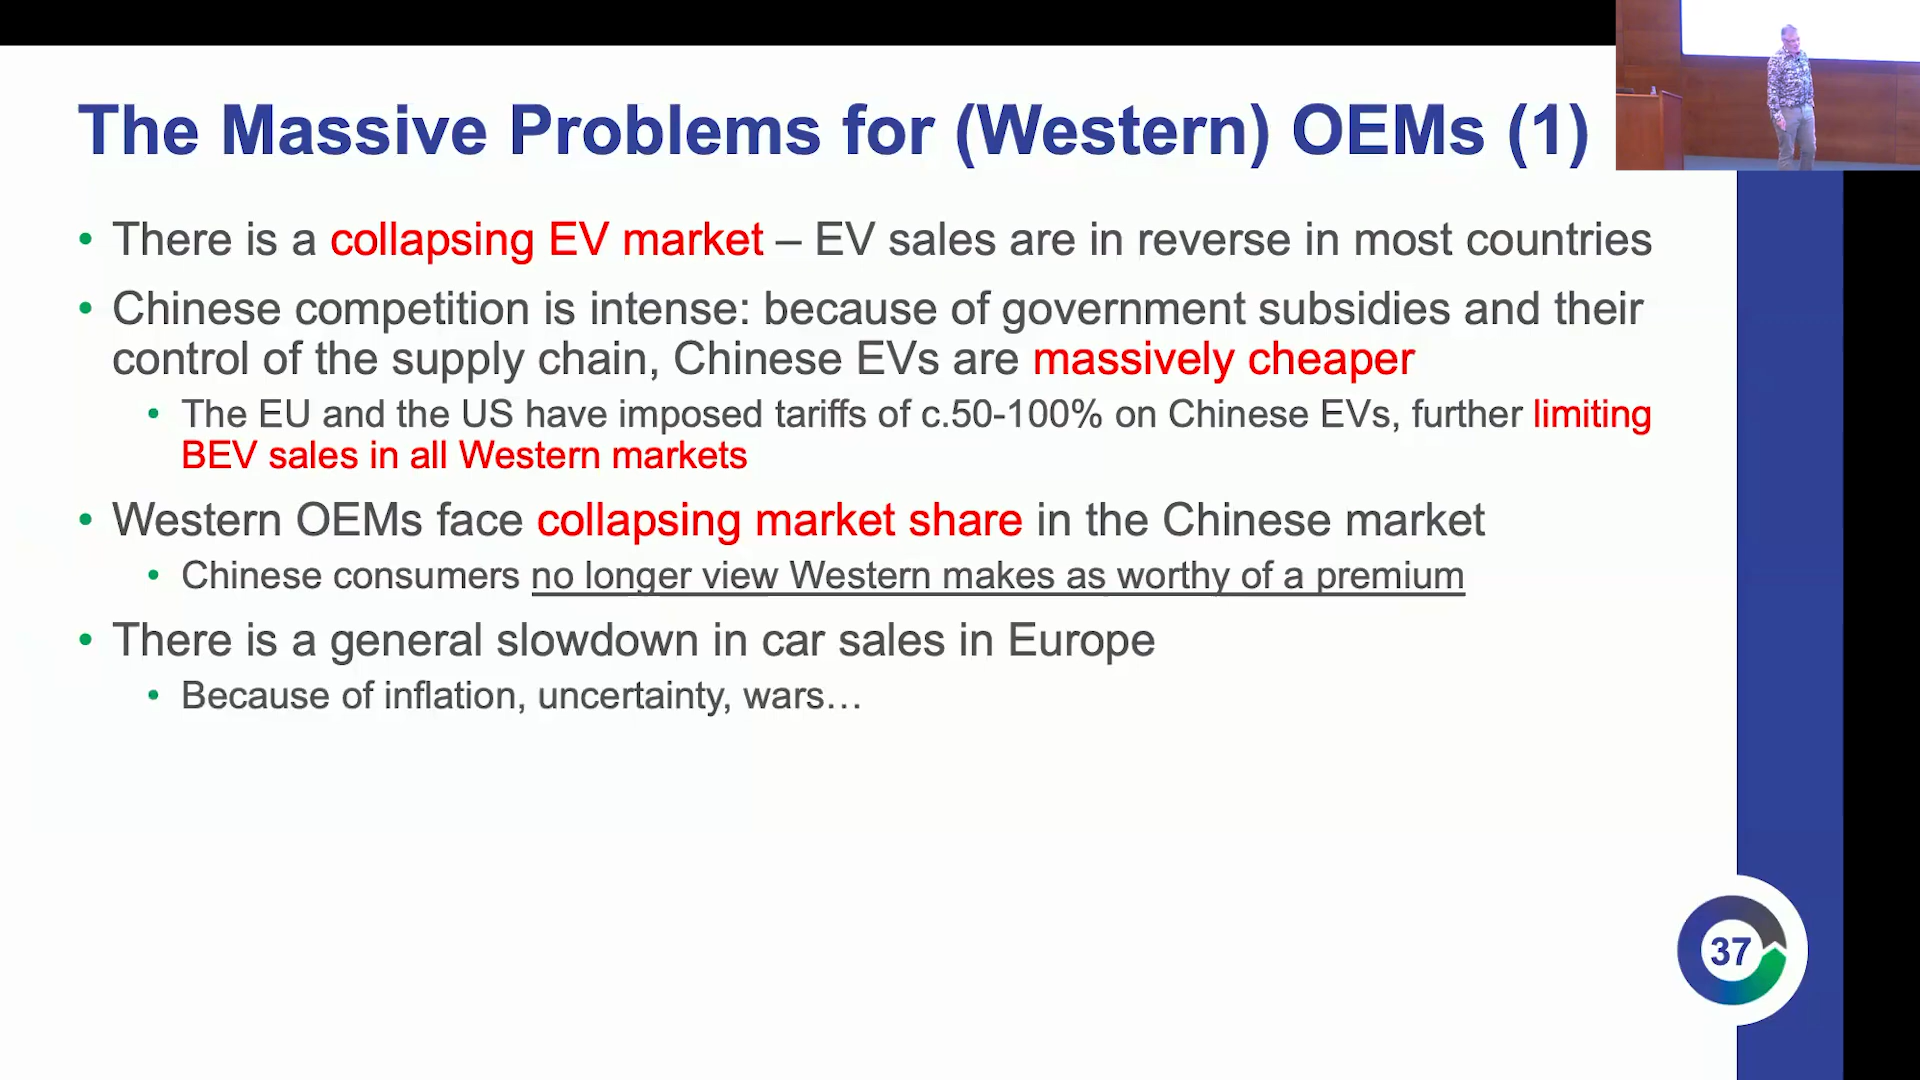 The Massive Problems for (Western) OEMs (1)
• There is a collapsing EV market – EV sales are in reverse in most countries
• Chinese competition is intense: because of government subsidies and their
control of the supply chain, Chinese EVs are massively cheaper
• The EU and the US have imposed tariffs of c.50-100% on Chinese EVs, further limiting
BEV sales in all Western markets
• Western OEMs face collapsing market share in the Chinese market
• Chinese consumers no longer view Western makes as worthy of a premium
• There is a general slowdown in car sales in Europe
• Because of inflation, uncertainty, wars…
37